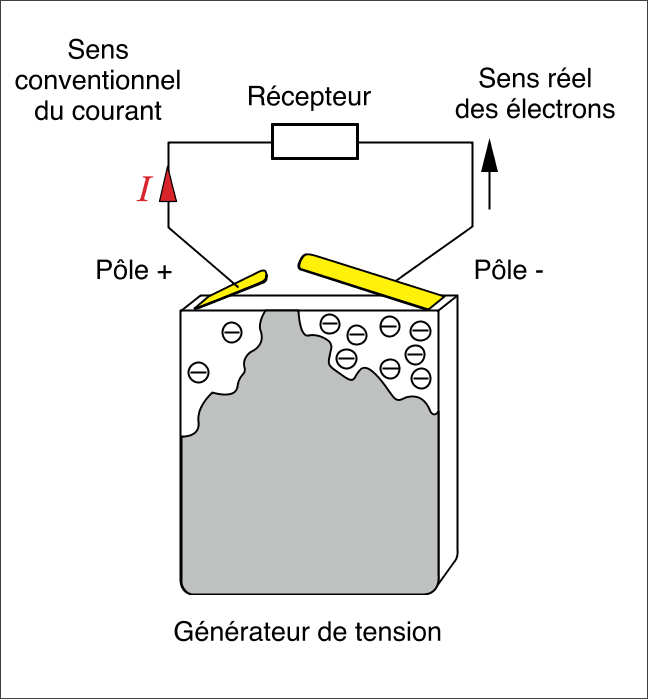 Sens
conventionnel
du courant
Récepteur
Sens réel
des électrons
I
Pôle +
Pôle -
Générateur de tension